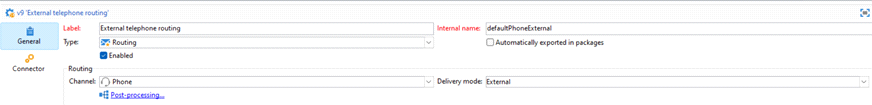 v9 'External telephone routing'
General
Connector
Label: External telephone routing Internal name: defaultPhoneExternal
Type: Routing Automatically exported in packages
Enabled
Routing
Channel: Phone Delivery mode: External
Post-processing...